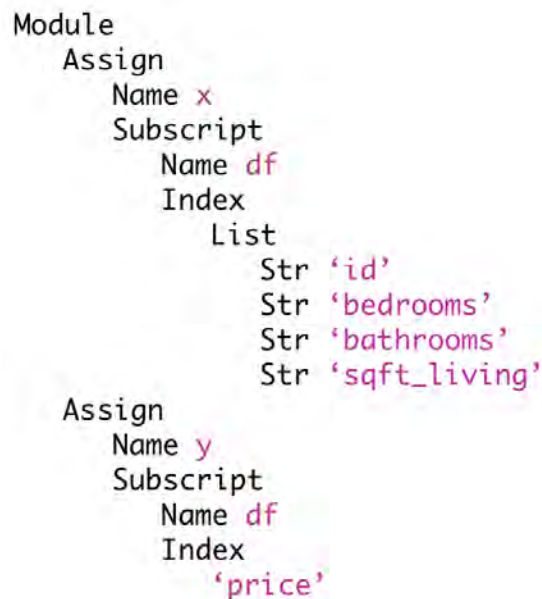 Module
Assign
Name x
Subscript
Name df
Index
List
Str ‘id’
Str ‘bedrooms’
Str ‘bathrooms’
Str ‘sqft_living’
Assign
Name y
Subscript
Name df
Index
‘price’